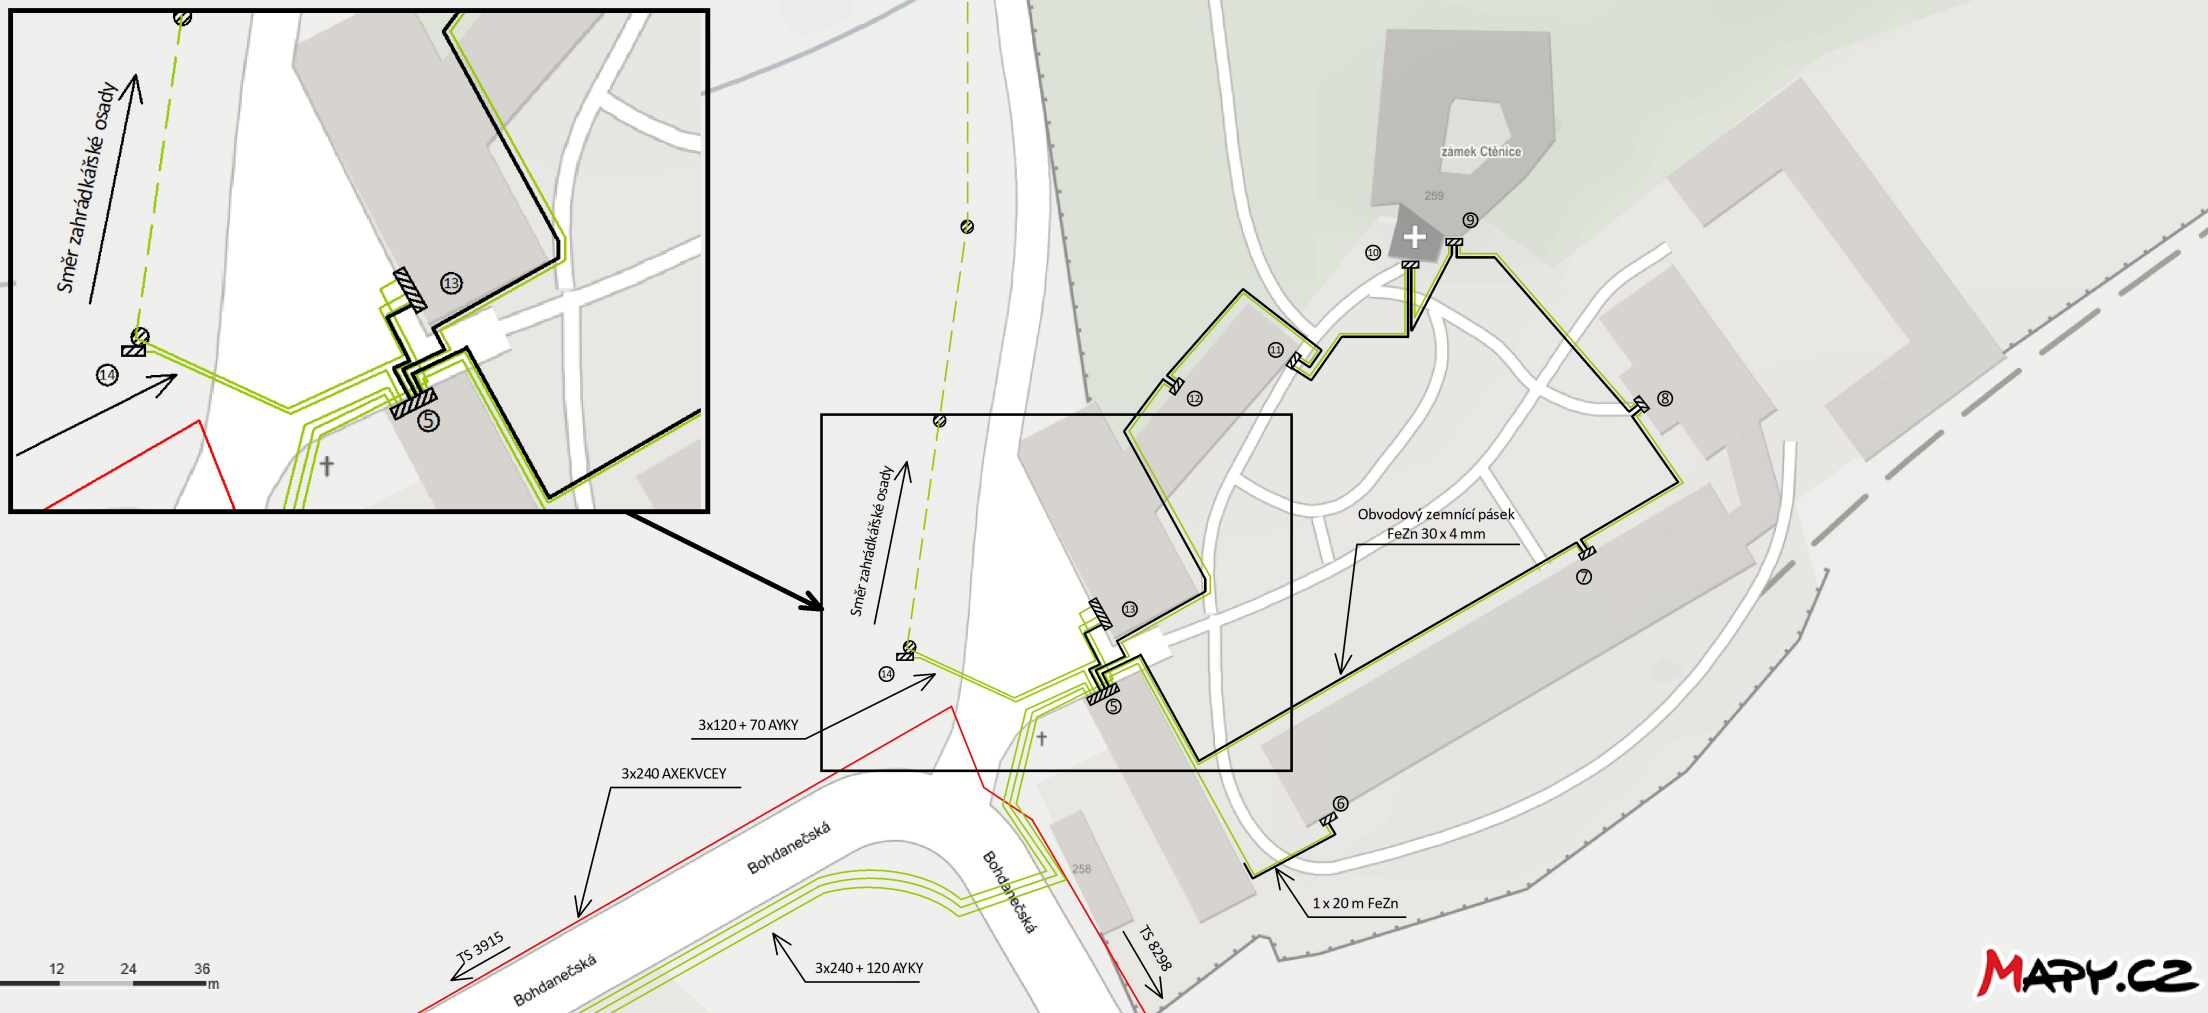 Směr zahrádkářské osady
13
14
5
zámek Ctěnice
259
9
10
11
12
8
Směr zahrádkářské osady
Obvodový zemnící pásek
FeZn 30 x 4 mm
7
13
14
5
3x120 + 70 AYKY
3x240 AXEKVCEY
6
Bohdanečská
Bohdanečská
258
1 x 20 m FeZn
TS 3915
TS 8298
Bohdanečská
3x240 + 120 AYKY
12 24 36
m
MAPY.CZ